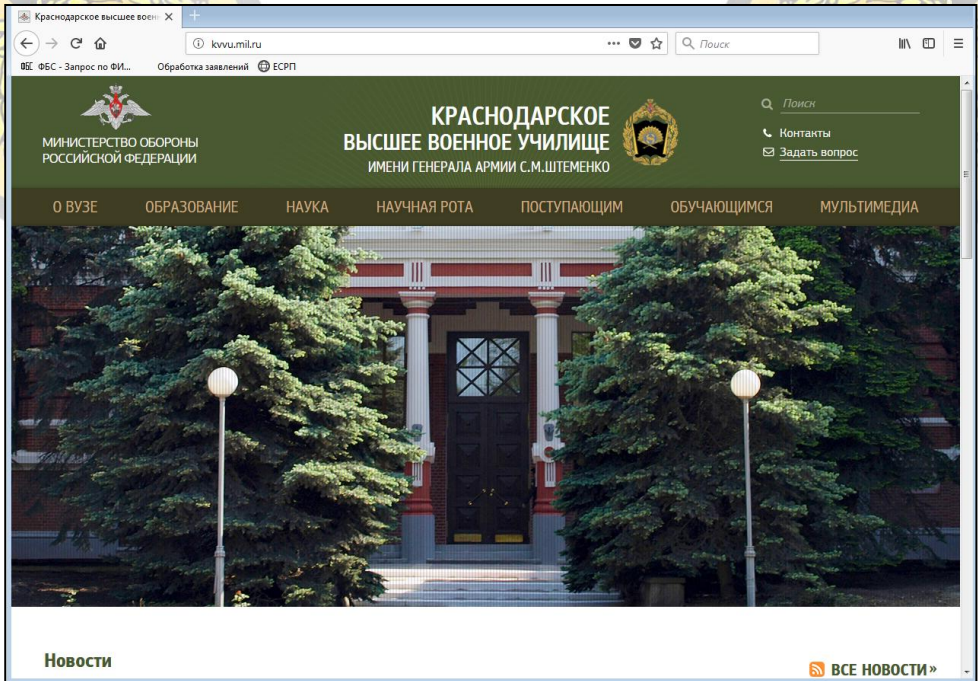 Краснодарское высшее воен
kvvu.mil.ru
Поиск
ФБС - Запрос по ФИ...
Обработка заявлений
ЕСРП
МИНИСТЕРСТВО ОБОРОНЫ
РОССИЙСКОЙ ФЕДЕРАЦИИ
КРАСНОДАРСКОЕ
ВЫСШЕЕ ВОЕННОЕ УЧИЛИЩЕ
ИМЕНИ ГЕНЕРАЛА АРМИИ С.М.ШТЕМЕНКО
Поиск
Контакты
Задать вопрос
О ВУЗЕ
ОБРАЗОВАНИЕ
НАУКА
НАУЧНАЯ РОТА
ПОСТУПАЮЩИМ
ОБУЧАЮЩИМСЯ
МУЛЬТИМЕДИА
Новости
ВСЕ НОВОСТИ»